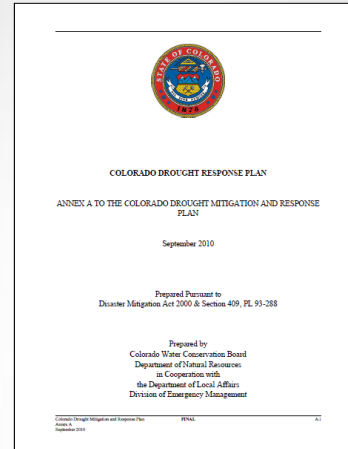 STATE OF COLORADO
1876
COLORADO DROUGHT RESPONSE PLAN
ANNEX A TO THE COLORADO DROUGHT MITIGATION AND RESPONSE
PLAN
September 2010
Prepared Pursuant to
Disaster Mitigation Act 2000 & Section 409, PL 93-288
Prepared by
Colorado Water Conservation Board
Department of Natural Resources
in Cooperation with
the Department of Local Affairs
Division of Emergency Management
Colorado Drought Mitigation and Response Plan FINAL A.1
Annex A
September 2010